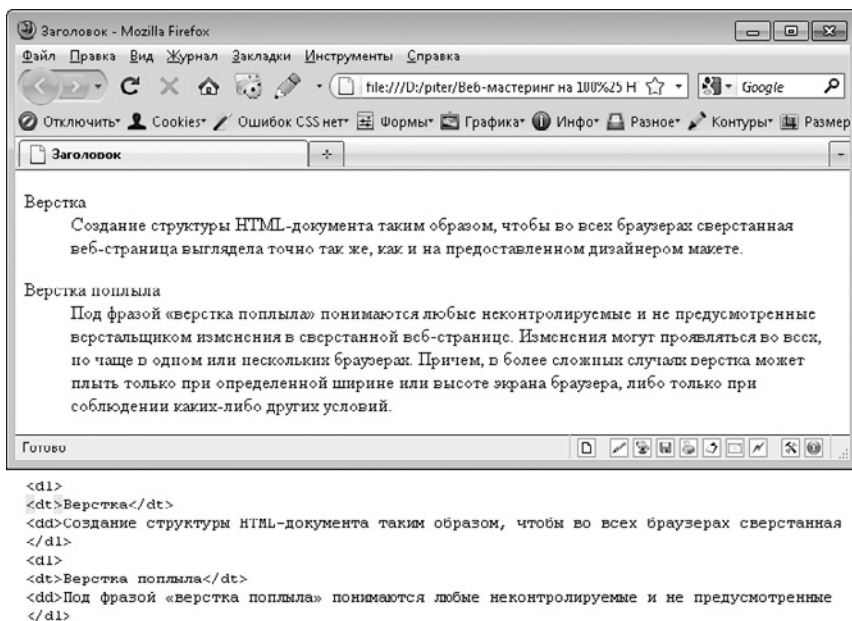 Заголовок - Mozilla Firefox
Файл Правка Вид Журнал Закладки Инструменты Справка
file:///D:/piter/Веб-мастеринг на 100%25 H Google
Отключить Cookies Ошибок CSS нет Формы Графика Инфо Разное Контуры Размер
Заголовок
Верстка
Создание структуры HTML-документа таким образом, чтобы во всех браузерах сверстанная
веб-страница выглядела точно так же, как и на предоставленном дизайнером макете.
Верстка поплыла
Под фразой «верстка поплыла» понимаются любые неконтролируемые и не предусмотренные
верстальщиком изменения в сверстанной веб-странице. Изменения могут проявляться во всех,
но чаще в одном или нескольких браузерах. Причем, в более сложных случаях верстка может
плыть только при определенной ширине или высоте экрана браузера, либо только при
соблюдении каких-либо других условий.
Готово
<dl>
<dt>Верстка</dt>
<dd>Создание структуры HTML-документа таким образом, чтобы во всех браузерах сверстанная
</dl>
<dl>
<dt>Верстка поплыла</dt>
<dd>Под фразой «верстка поплыла» понимаются любые неконтролируемые и не предусмотренные
</dl>